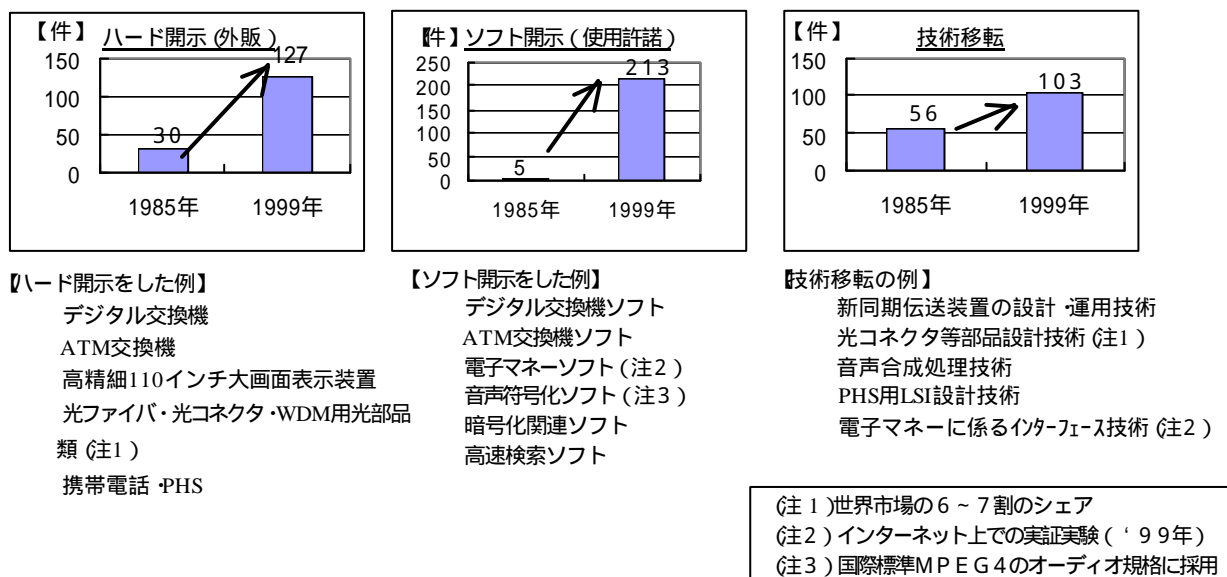 【件】 ハード開示(外販)
150
100
50
0
30
127
1985年 1999年
【件】ソフト開示(使用許諾)
250
200
150
100
50
0
5
213
1985年 1999年
【件】 技術移転
150
100
50
0
56
103
1985年 1999年
【ハード開示をした例】
デジタル交換機
ATM交換機
高精細110インチ大画面表示装置
光ファイバ・光コネクタ・WDM用光部品
類(注1)
携帯電話・PHS
【ソフト開示をした例】
デジタル交換機ソフト
ATM交換機ソフト
電子マネーソフト(注2)
音声符号化ソフト(注3)
暗号化関連ソフト
高速検索ソフト
【技術移転の例】
新同期伝送装置の設計・運用技術
光コネクタ等部品設計技術(注1)
音声合成処理技術
PHS用LSI設計技術
電子マネーに係るインターフェース技術(注2)
(注1)世界市場の6~7割のシェア
(注2)インターネット上での実証実験(‘99年)
(注3)国際標準MPEG4のオーディオ規格に採用